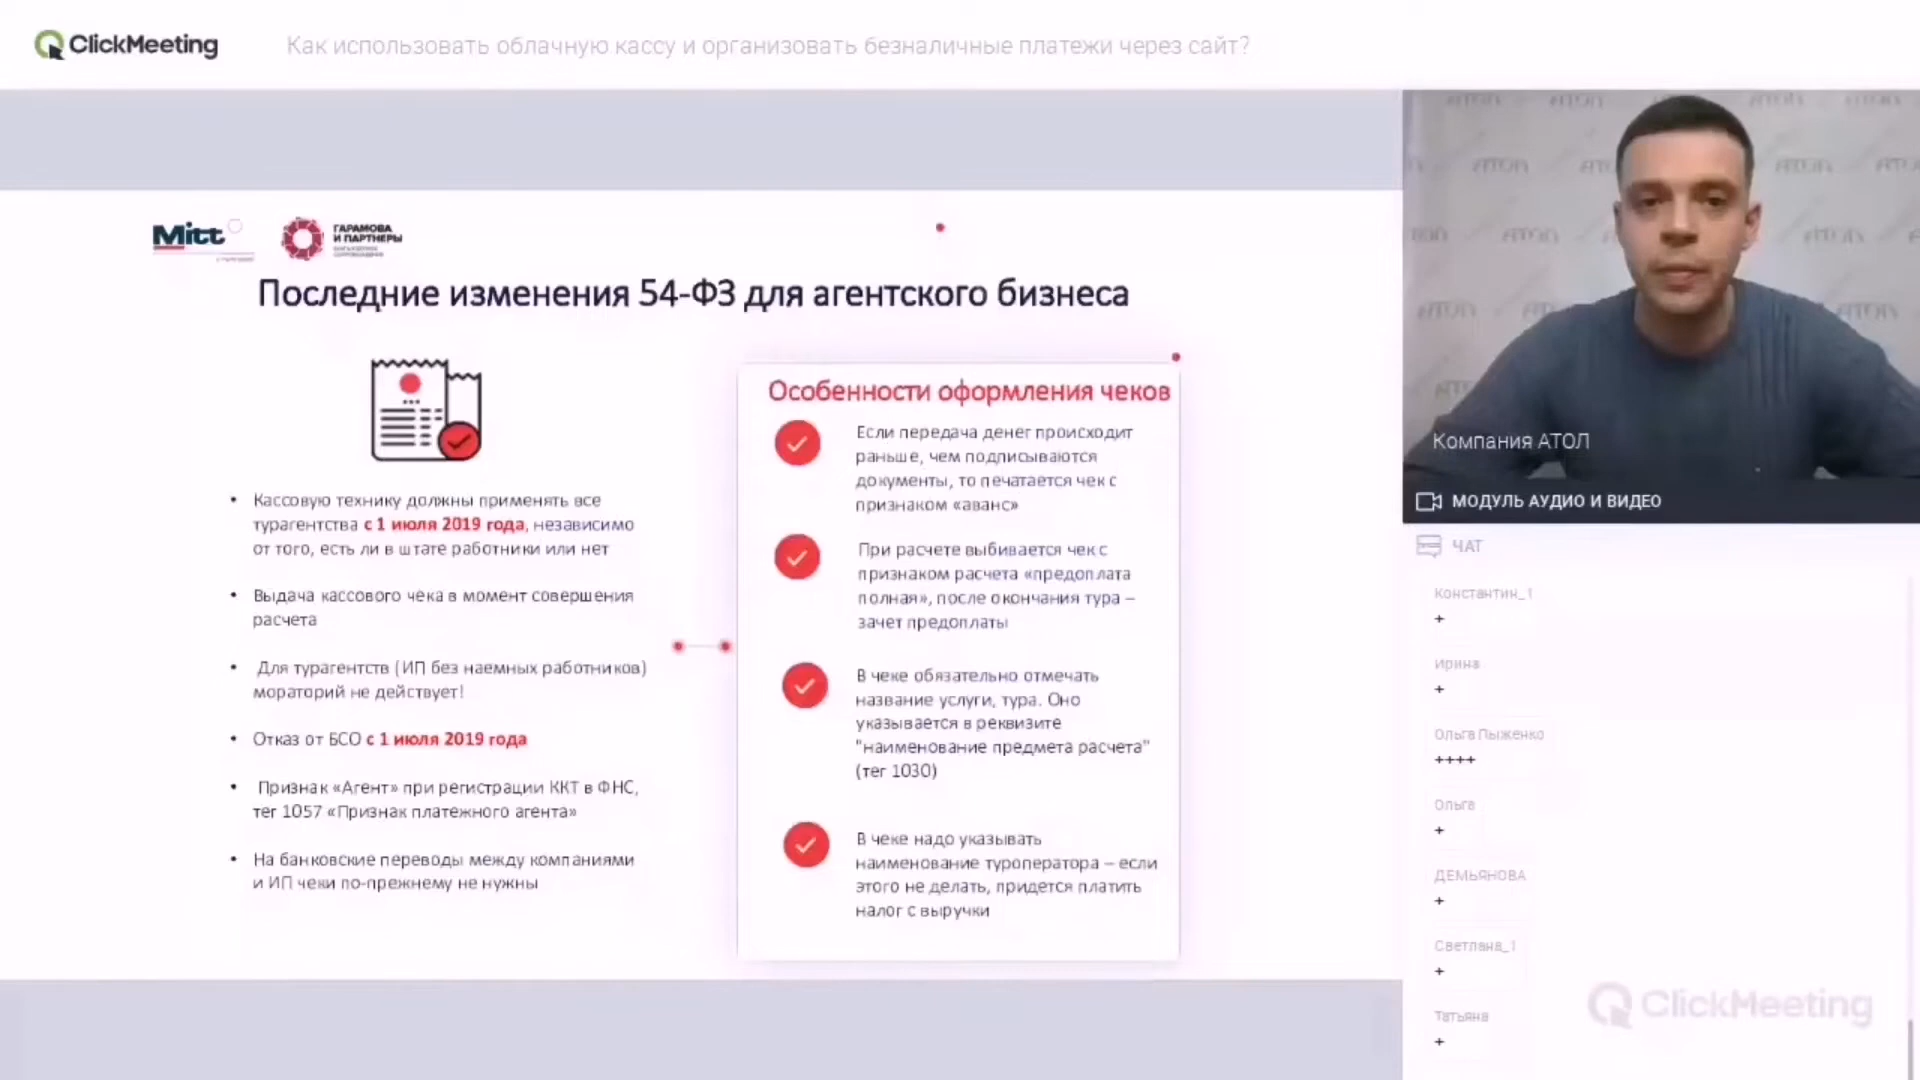 ClickMeeting
Как использовать облачную кассу и организовать безналичные платежи через сайт?
Mitt
ГАРАМОВА
И ПАРТНЕРЫ
Последние изменения 54-ФЗ для агентского бизнеса
• Кассовую технику должны применять все
турагентства с 1 июля 2019 года, независимо
от того, есть ли в штате работники или нет
• Выдача кассового чека в момент совершения
расчета
• Для турагентств (ИП без наемных работников)
мораторий не действует!
• Отказ от БСО с 1 июля 2019 года
• Признак «Агент» при регистрации ККТ в ФНС,
тег 1057 «Признак платежного агента»
• На банковские переводы между компаниями
и ИП чеки по-прежнему не нужны
Особенности оформления чеков
Если передача денег происходит
раньше, чем подписываются
документы, то печатается чек с
признаком «аванс»
При расчете выбивается чек с
признаком расчета «предоплата
полная», после окончания тура –
зачет предоплаты
В чеке обязательно отмечать
название услуги, тура. Оно
указывается в реквизите
"наименование предмета расчета"
(тег 1030)
В чеке надо указывать
наименование туроператора – если
этого не делать, придется платить
налог с выручки
Компания АТОЛ
МОДУЛЬ АУДИО И ВИДЕО
ЧАТ
Константин_1
+
Ирина
+
Ольга Пыженко
++++
Ольга
+
ДЕМЬЯНОВА
+
Светлана_1
+
Татьяна
+
ClickMeeting